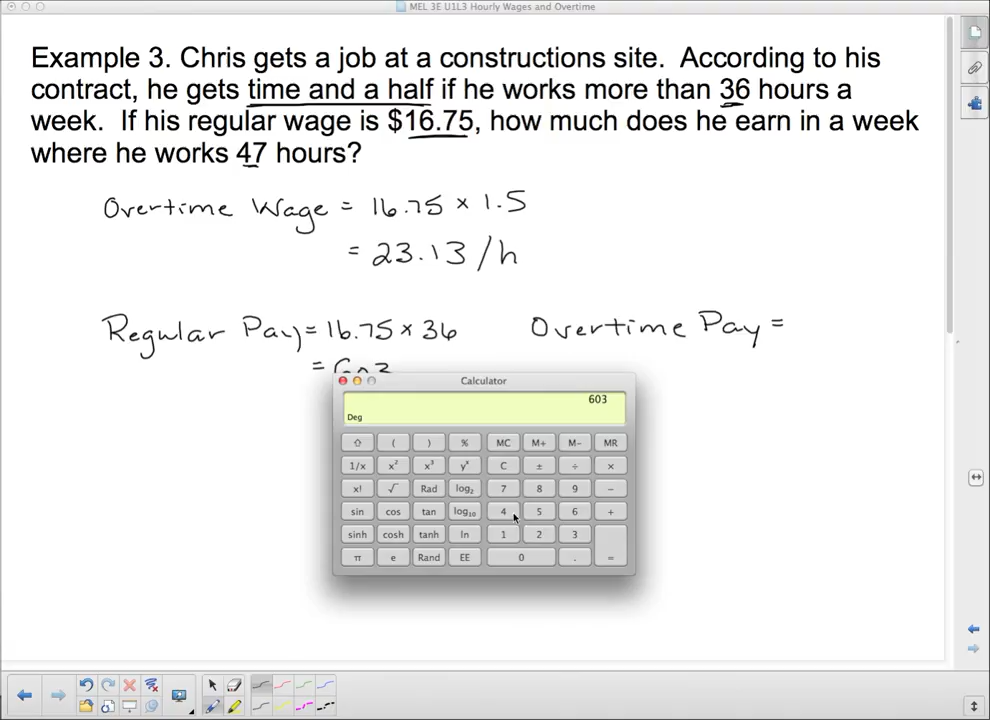 MEL 3E U1L3 Hourly Wages and Overtime
Example 3. Chris gets a job at a constructions site. According to his
contract, he gets time and a half if he works more than 36 hours a
week. If his regular wage is $16.75, how much does he earn in a week
where he works 47 hours?
Overtime Wage = 16.75 × 1.5
= 23.13 /h
Regular Pay = 16.75 × 36
Overtime Pay =
= 603
Calculator
603
Deg
( ) % MC M+ M- MR
1/x x² x³ yˣ C ± ÷ ×
x! √ Rad log₂ 7 8 9 −
sin cos tan log₁₀ 4 5 6 +
sinh cosh tanh ln 1 2 3
π e Rand EE 0 . =